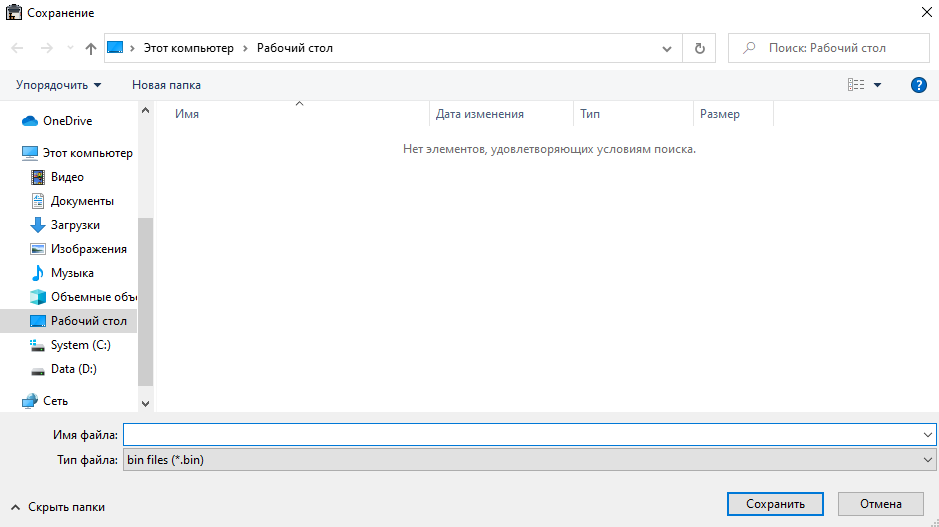 Сохранение
Этот компьютер › Рабочий стол
Поиск: Рабочий стол
Упорядочить
Новая папка
?
Имя
Дата изменения
Тип
Размер
Нет элементов, удовлетворяющих условиям поиска.
OneDrive
Этот компьютер
Видео
Документы
Загрузки
Изображения
Музыка
Объемные объ
Рабочий стол
System (C:)
Data (D:)
Сеть
Имя файла:
Тип файла: bin files (*.bin)
Скрыть папки
Сохранить
Отмена